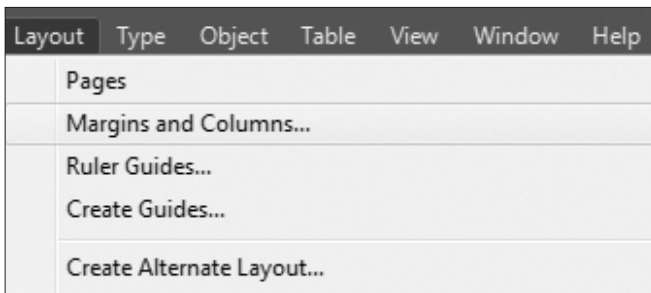 Layout Type Object Table View Window Help
Pages
Margins and Columns...
Ruler Guides...
Create Guides...
Create Alternate Layout...